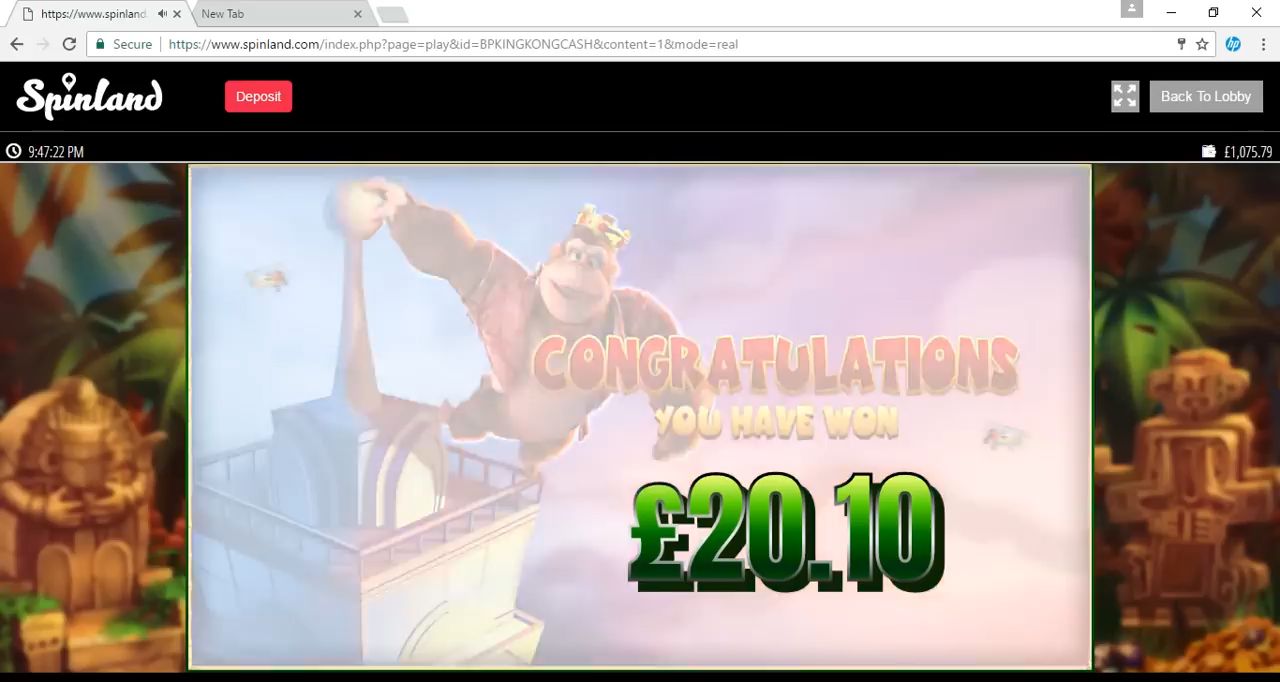 https://www.spinland.
New Tab
Secure
https://www.spinland.com/index.php?page=play&id=BPKINGKONGCASH&content=1&mode=real
hp
Spinland
Deposit
Back To Lobby
9:47:22 PM
£1,075.79
CONGRATULATIONS
YOU HAVE WON
£20.10